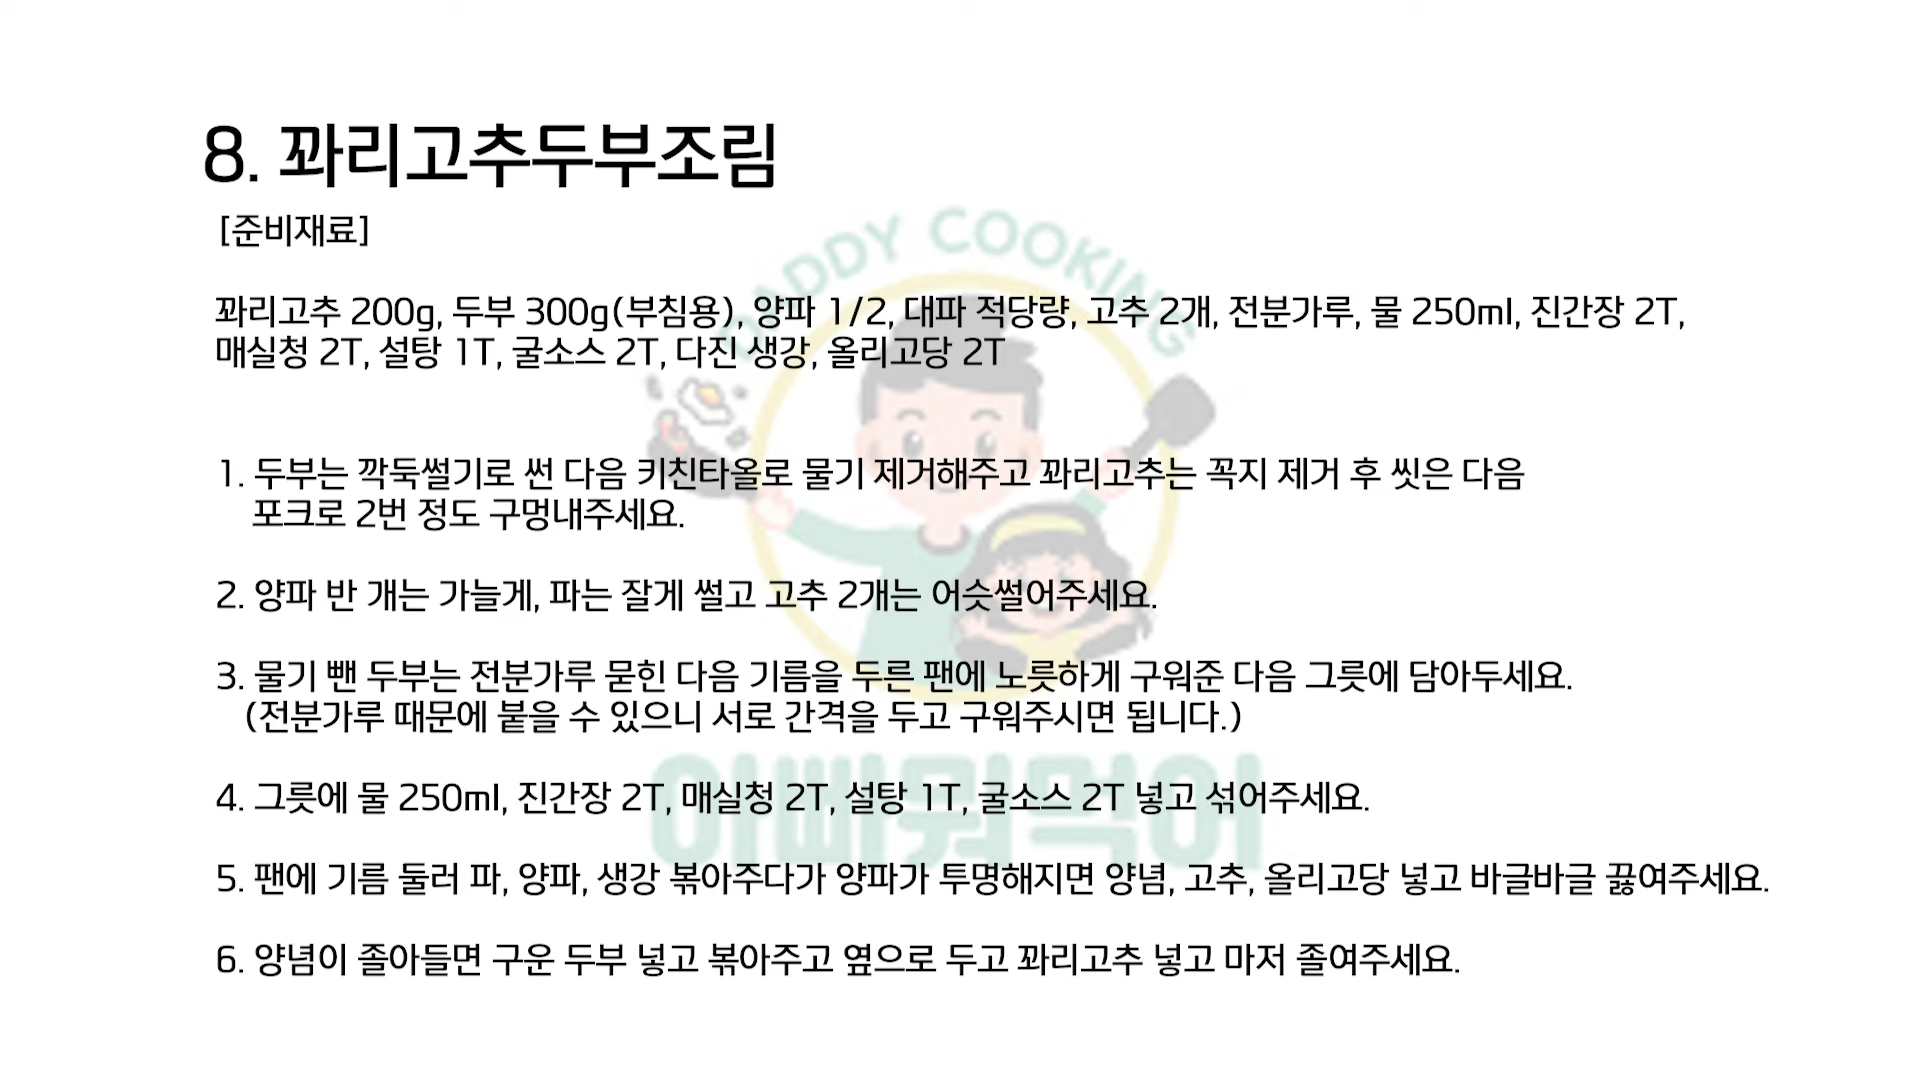 8. 꽈리고추두부조림
[준비재료]
꽈리고추 200g, 두부 300g(부침용), 양파 1/2, 대파 적당량, 고추 2개, 전분가루, 물 250ml, 진간장 2T,
매실청 2T, 설탕 1T, 굴소스 2T, 다진 생강, 올리고당 2T
1. 두부는 깍둑썰기로 썬 다음 키친타올로 물기 제거해주고 꽈리고추는 꼭지 제거 후 씻은 다음
포크로 2번 정도 구멍내주세요.
2. 양파 반 개는 가늘게, 파는 잘게 썰고 고추 2개는 어슷썰어주세요.
3. 물기 뺀 두부는 전분가루 묻힌 다음 기름을 두른 팬에 노릇하게 구워준 다음 그릇에 담아두세요.
(전분가루 때문에 붙을 수 있으니 서로 간격을 두고 구워주시면 됩니다.)
4. 그릇에 물 250ml, 진간장 2T, 매실청 2T, 설탕 1T, 굴소스 2T 넣고 섞어주세요.
5. 팬에 기름 둘러 파, 양파, 생강 볶아주다가 양파가 투명해지면 양념, 고추, 올리고당 넣고 바글바글 끓여주세요.
6. 양념이 졸아들면 구운 두부 넣고 볶아주고 옆으로 두고 꽈리고추 넣고 마저 졸여주세요.
DADDY COOKING
아빠뭐먹어